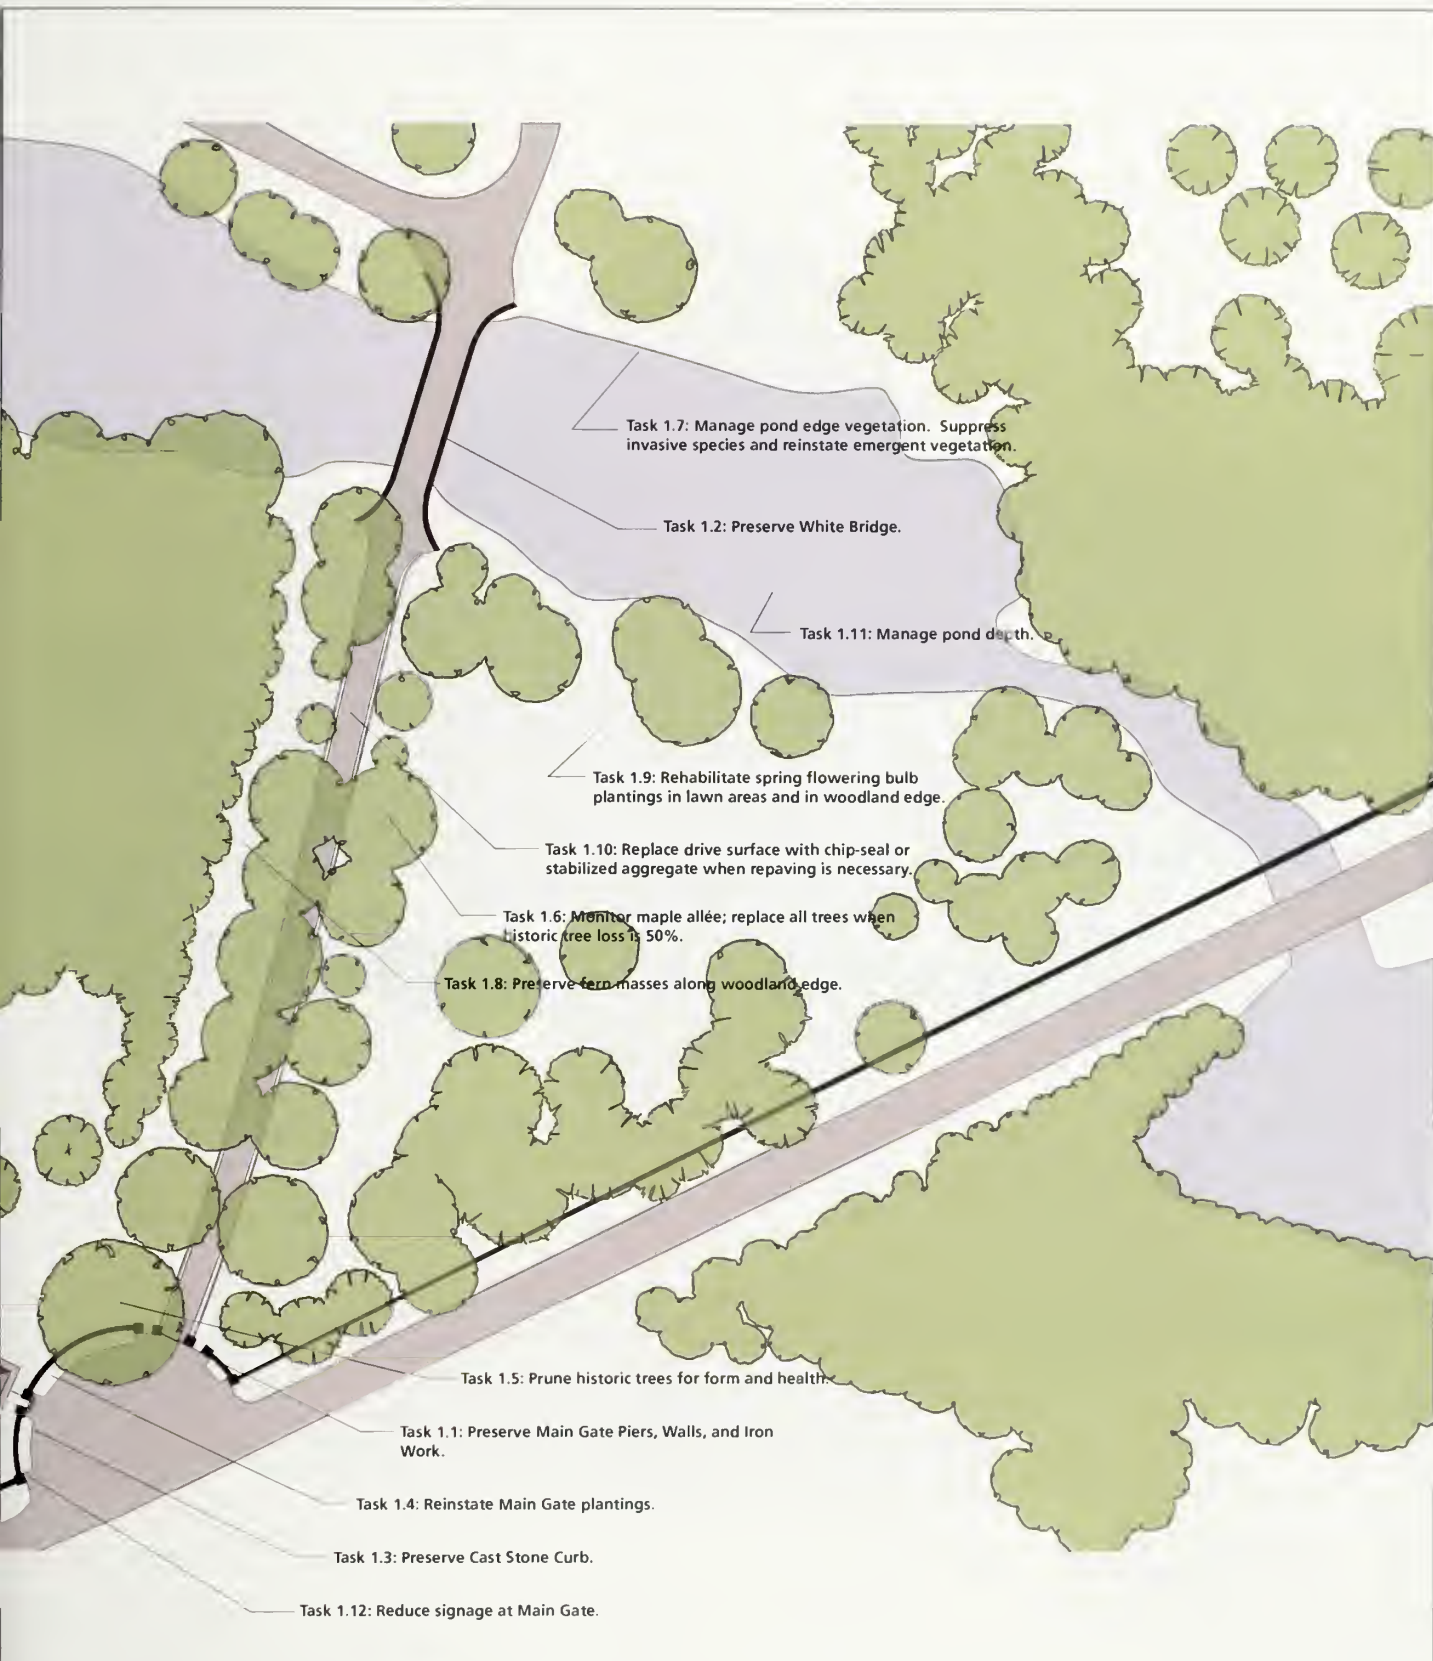 Task 1.7: Manage pond edge vegetation.  Suppress
invasive species and reinstate emergent vegetation.
Task 1.2: Preserve White Bridge.
Task 1.11: Manage pond depth.
Task 1.9: Rehabilitate spring flowering bulb
plantings in lawn areas and in woodland edge.
Task 1.10: Replace drive surface with chip-seal or
stabilized aggregate when repaving is necessary.
Task 1.6: Monitor maple allée; replace all trees when
historic tree loss is 50%.
Task 1.8: Preserve fern masses along woodland edge.
Task 1.5: Prune historic trees for form and health.
Task 1.1: Preserve Main Gate Piers, Walls, and Iron
Work.
Task 1.4: Reinstate Main Gate plantings.
Task 1.3: Preserve Cast Stone Curb.
Task 1.12: Reduce signage at Main Gate.